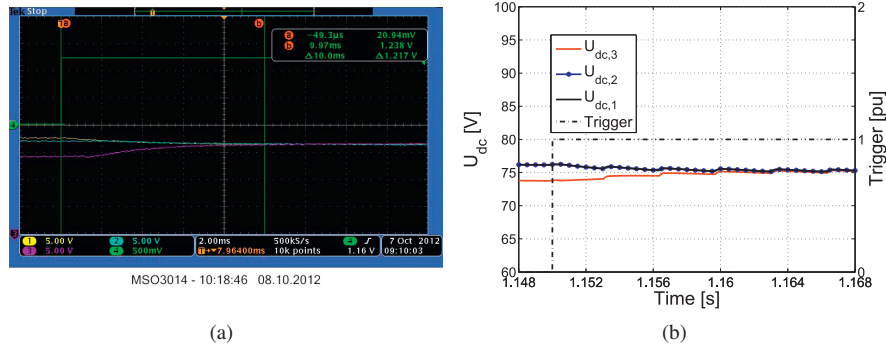 Tek Stop
a
b
a -49.3µs 20.94mV
b 9.97ms 1.238 V
Δ10.0ms Δ1.217 V
4
3
1 5.00 V 2 5.00 V 2.00ms 500kS/s 4 1.16 V 7 Oct 2012
3 5.00 V 4 500mV T→▼7.96400ms 10k points 09:10:03
MSO3014 - 10:18:46 08.10.2012
(a)
U_dc [V]
100
95
90
85
80
75
70
65
60
U_dc,3
U_dc,2
U_dc,1
Trigger
2
1
0
Trigger [pu]
1.148 1.152 1.156 1.16 1.164 1.168
Time [s]
(b)